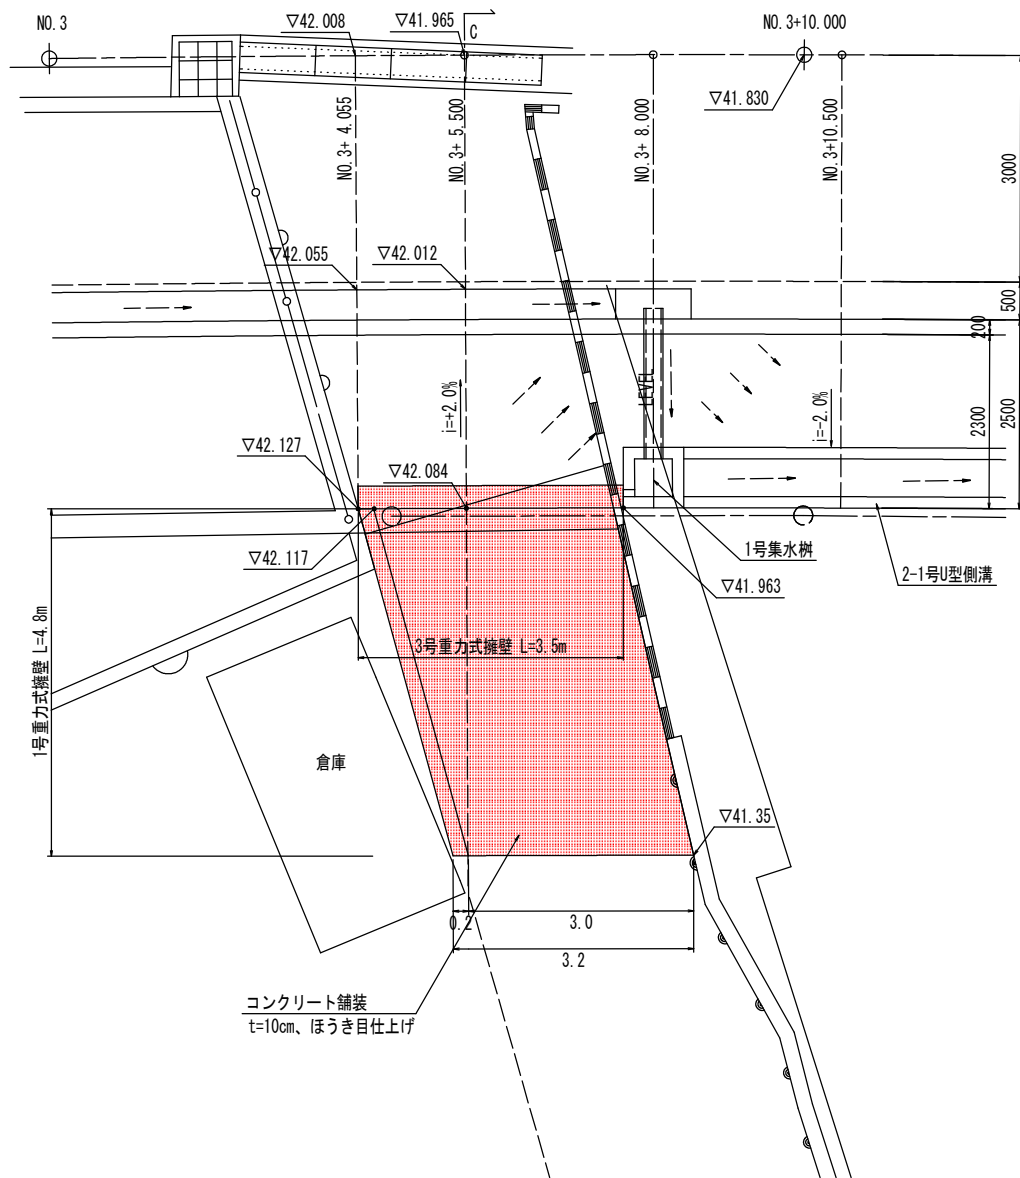 NO.3
▽42.008
▽41.965
C
NO.3+10.000
▽41.830
NO.3+ 4.055
NO.3+ 5.500
NO.3+ 8.000
NO.3+10.500
3000
▽42.055
▽42.012
500
200
LEVEL
i=+2.0%
i=-2.0%
2300
2500
▽42.127
▽42.084
▽42.117
1号集水桝
▽41.963
2-1号U型側溝
3号重力式擁壁 L=3.5m
1号重力式擁壁 L=4.8m
倉庫
▽41.35
0.2
3.0
3.2
コンクリート舗装
t=10cm、ほうき目仕上げ